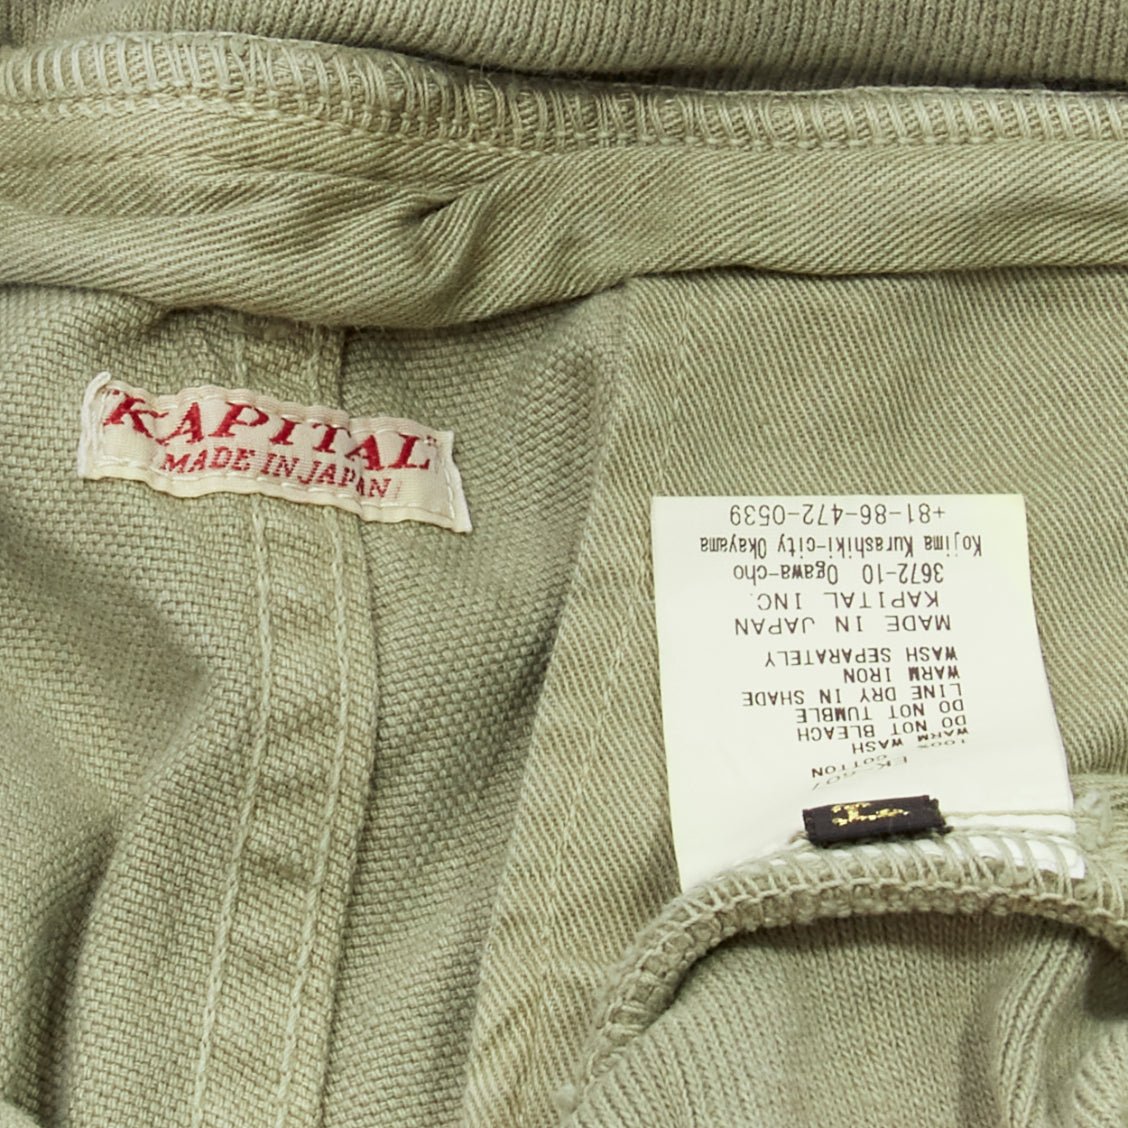 "KAPITAL"
MADE IN JAPAN
100% COTTON
WARM WASH
DO NOT BLEACH
DO NOT TUMBLE
LINE DRY IN SHADE
WARM IRON
WASH SEPARATELY
MADE IN JAPAN
KAPITAL INC.
3672-10 Ogawa-cho
Kojima Kurashiki-city Okayama
+81-86-472-0539